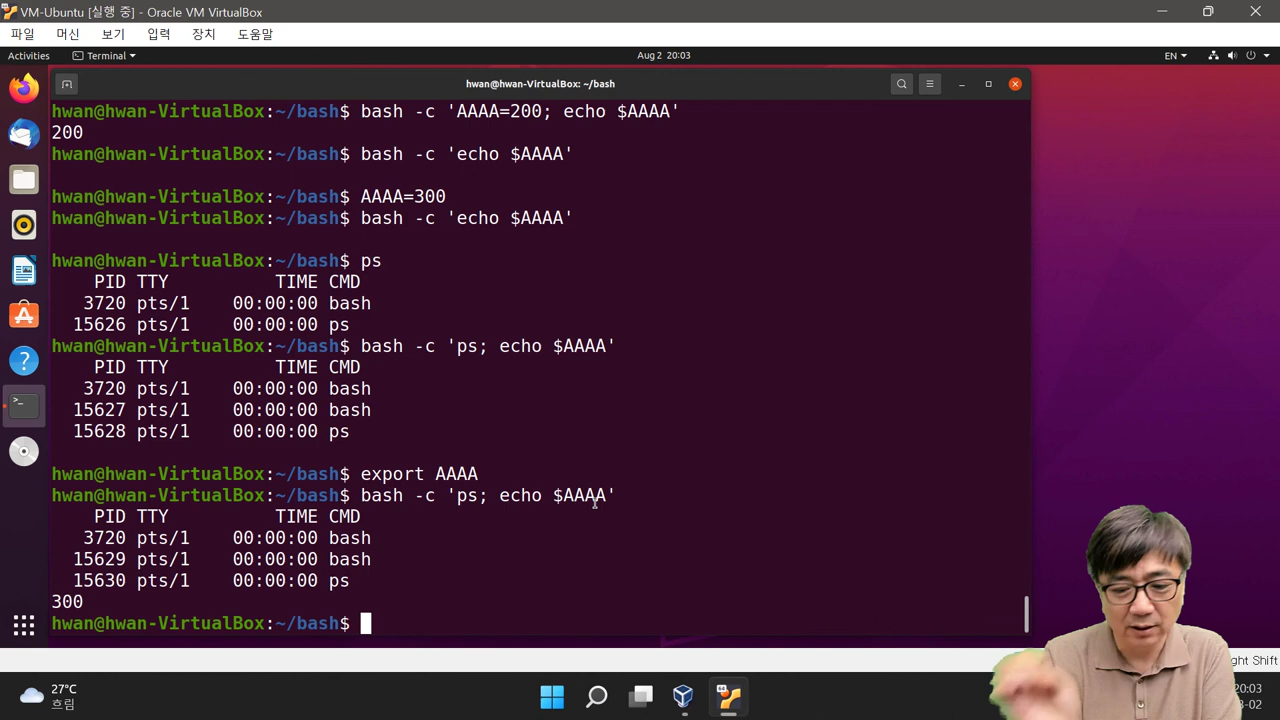 VM-Ubuntu [실행 중] - Oracle VM VirtualBox
파일 머신 보기 입력 장치 도움말
Activities Terminal Aug 2 20:03 EN
hwan@hwan-VirtualBox: ~/bash
hwan@hwan-VirtualBox:~/bash$ bash -c 'AAAA=200; echo $AAAA'
200
hwan@hwan-VirtualBox:~/bash$ bash -c 'echo $AAAA'
hwan@hwan-VirtualBox:~/bash$ AAAA=300
hwan@hwan-VirtualBox:~/bash$ bash -c 'echo $AAAA'
hwan@hwan-VirtualBox:~/bash$ ps
PID TTY TIME CMD
3720 pts/1 00:00:00 bash
15626 pts/1 00:00:00 ps
hwan@hwan-VirtualBox:~/bash$ bash -c 'ps; echo $AAAA'
PID TTY TIME CMD
3720 pts/1 00:00:00 bash
15627 pts/1 00:00:00 bash
15628 pts/1 00:00:00 ps
hwan@hwan-VirtualBox:~/bash$ export AAAA
hwan@hwan-VirtualBox:~/bash$ bash -c 'ps; echo $AAAA'
PID TTY TIME CMD
3720 pts/1 00:00:00 bash
15629 pts/1 00:00:00 bash
15630 pts/1 00:00:00 ps
300
hwan@hwan-VirtualBox:~/bash$
ght Shift
27°C
흐림
20:03
-02